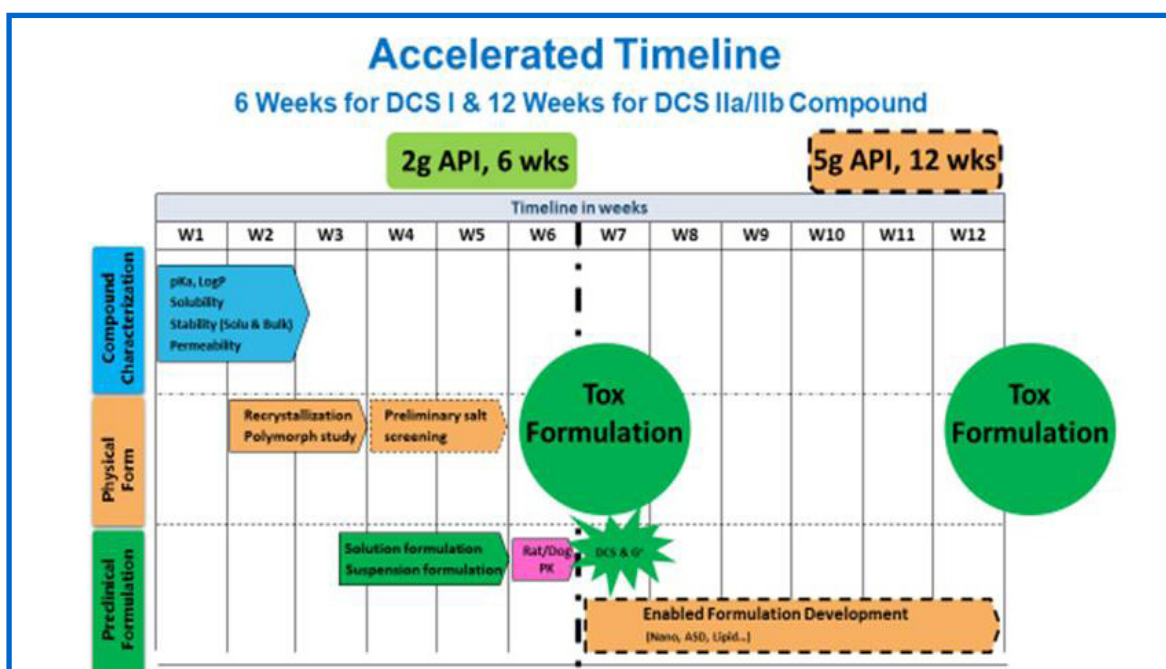 Accelerated Timeline
6 Weeks for DCS I & 12 Weeks for DCS IIa/IIb Compound
2g API, 6 wks
5g API, 12 wks
Timeline in weeks
W1 W2 W3 W4 W5 W6 W7 W8 W9 W10 W11 W12
Compound
Characterization
pKa, LogP
Solubility
Stability (Solu & Bulk)
Permeability
Physical
Form
Recrystallization
Polymorph study
Preliminary salt
screening
Tox
Formulation
Tox
Formulation
Preclinical
Formulation
Solution formulation
Suspension formulation
Rat/Dog
PK
DCS &
Enabled Formulation Development
(Nano, ASD, Lipid...)